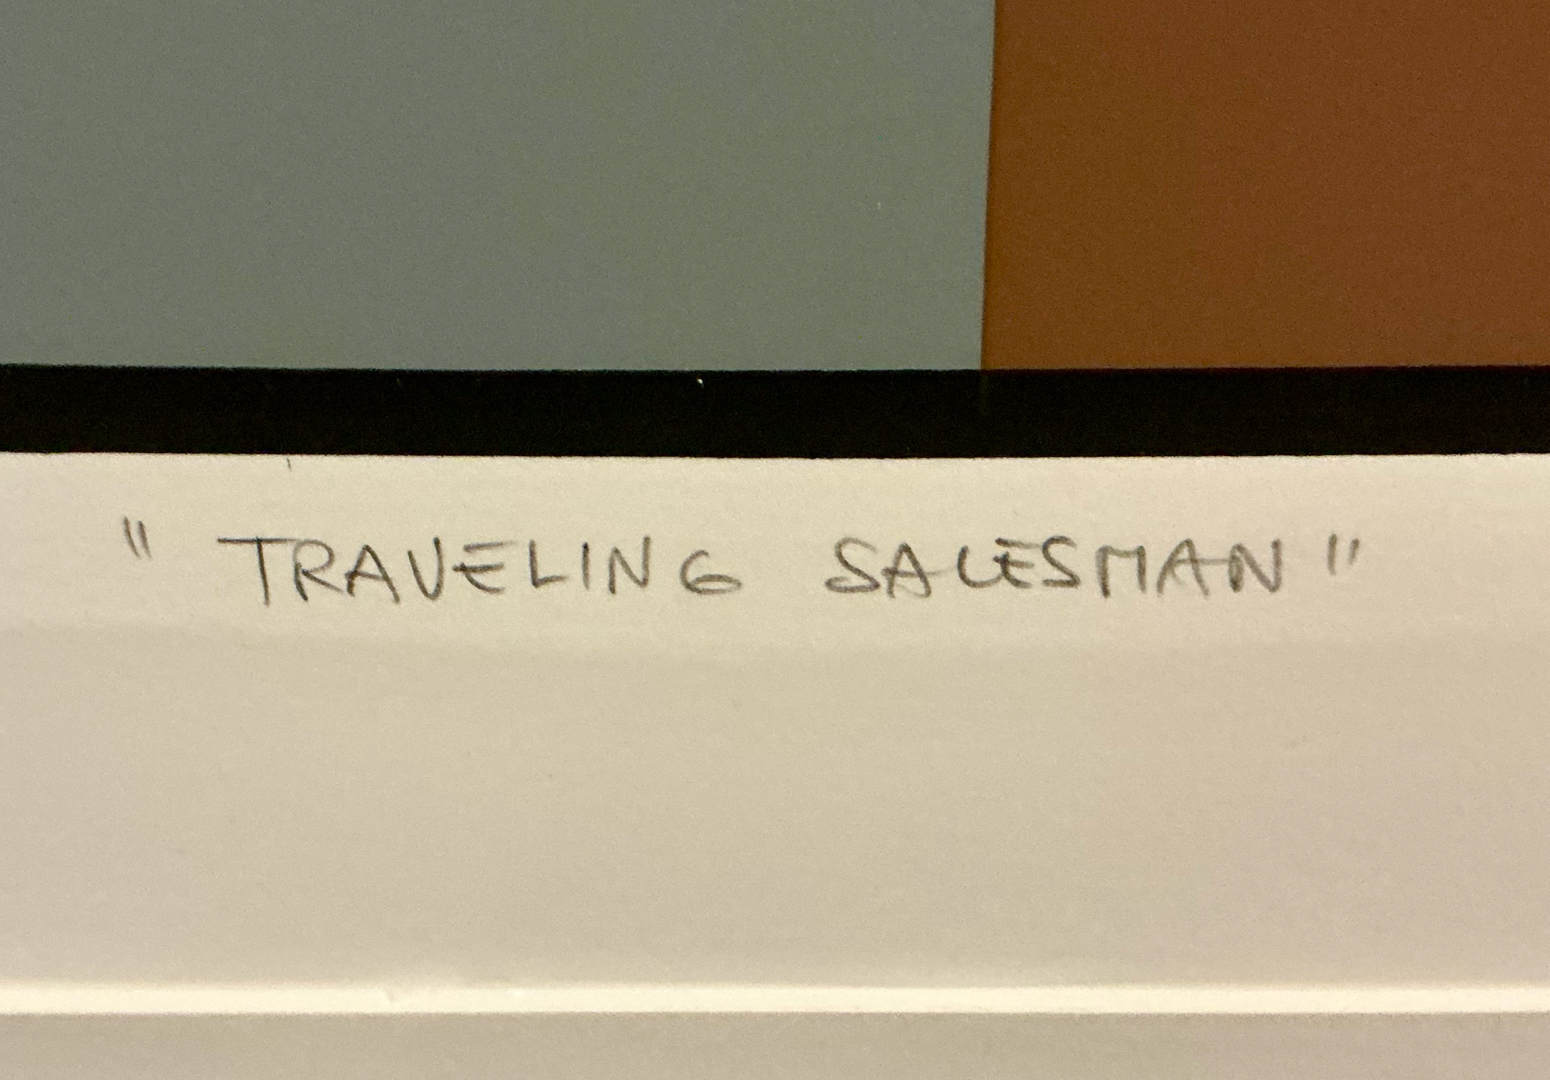 " TRAVELING SALESMAN "